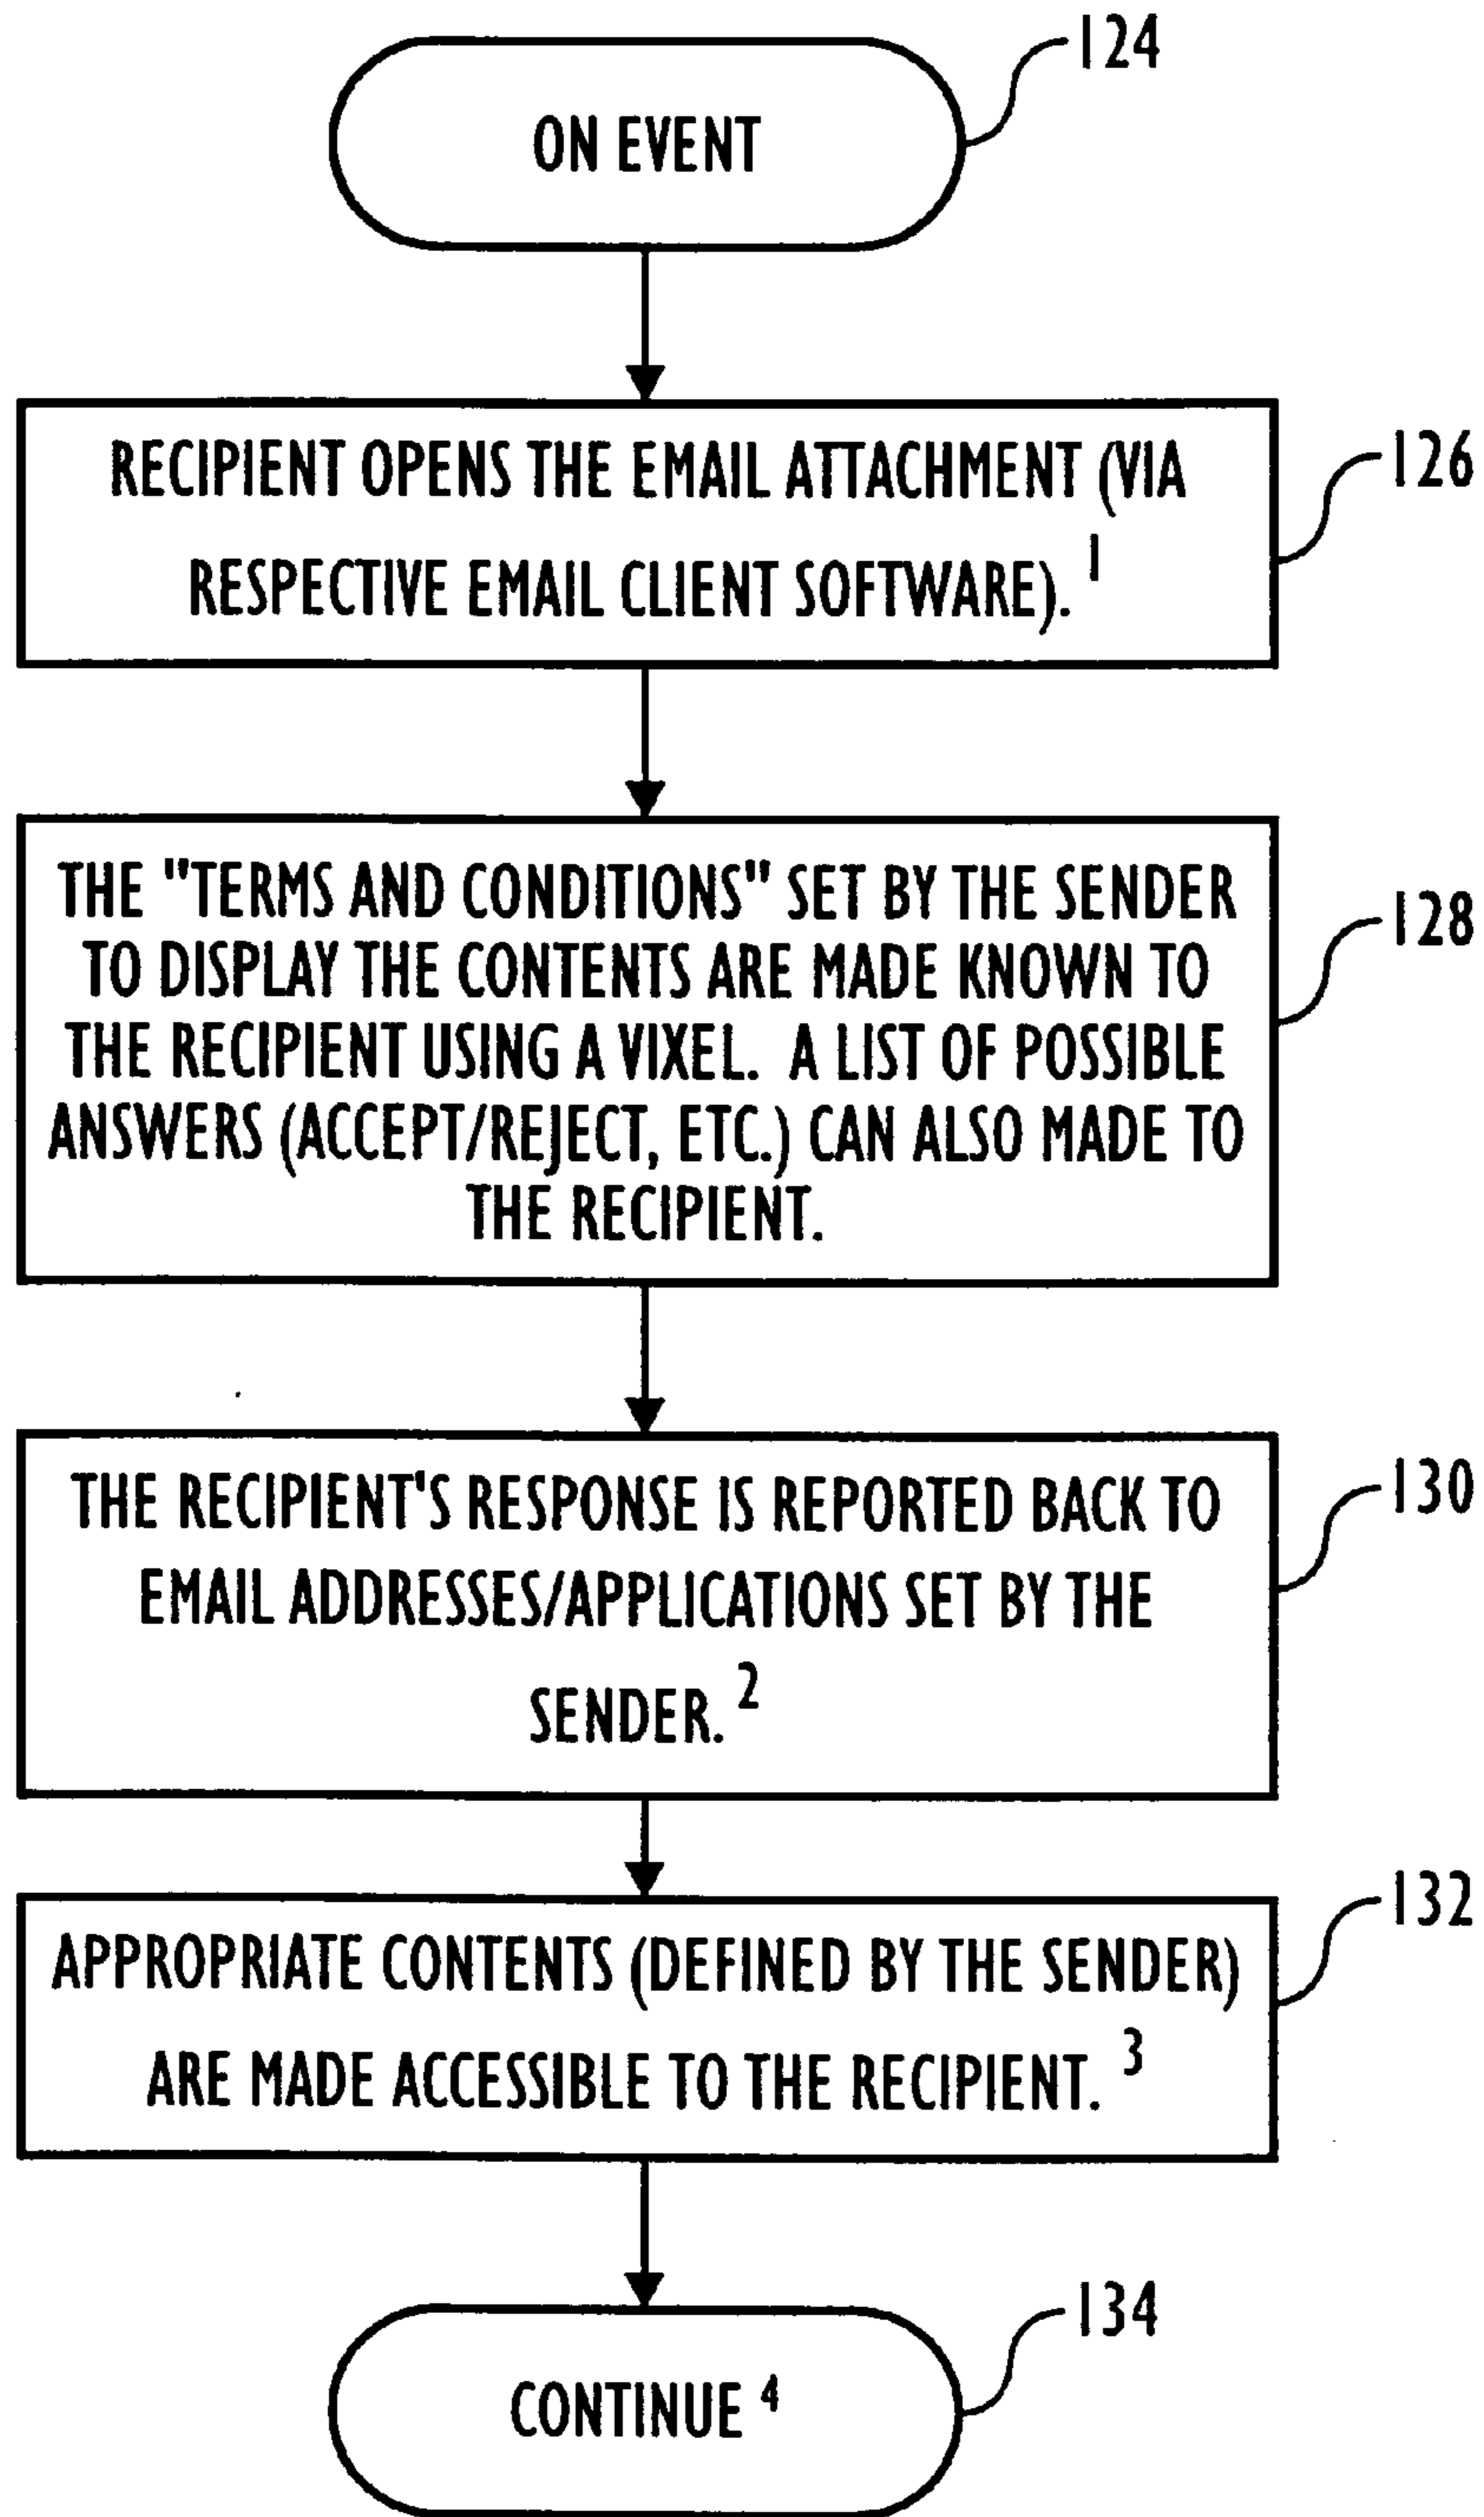 124
ON EVENT
RECIPIENT OPENS THE EMAIL ATTACHMENT (VIA
RESPECTIVE EMAIL CLIENT SOFTWARE). 1
126
THE "TERMS AND CONDITIONS" SET BY THE SENDER
TO DISPLAY THE CONTENTS ARE MADE KNOWN TO
THE RECIPIENT USING A VIXEL. A LIST OF POSSIBLE
ANSWERS (ACCEPT/REJECT, ETC.) CAN ALSO MADE TO
THE RECIPIENT.
128
THE RECIPIENT'S RESPONSE IS REPORTED BACK TO
EMAIL ADDRESSES/APPLICATIONS SET BY THE
SENDER. 2
130
APPROPRIATE CONTENTS (DEFINED BY THE SENDER)
ARE MADE ACCESSIBLE TO THE RECIPIENT. 3
132
CONTINUE 4
134